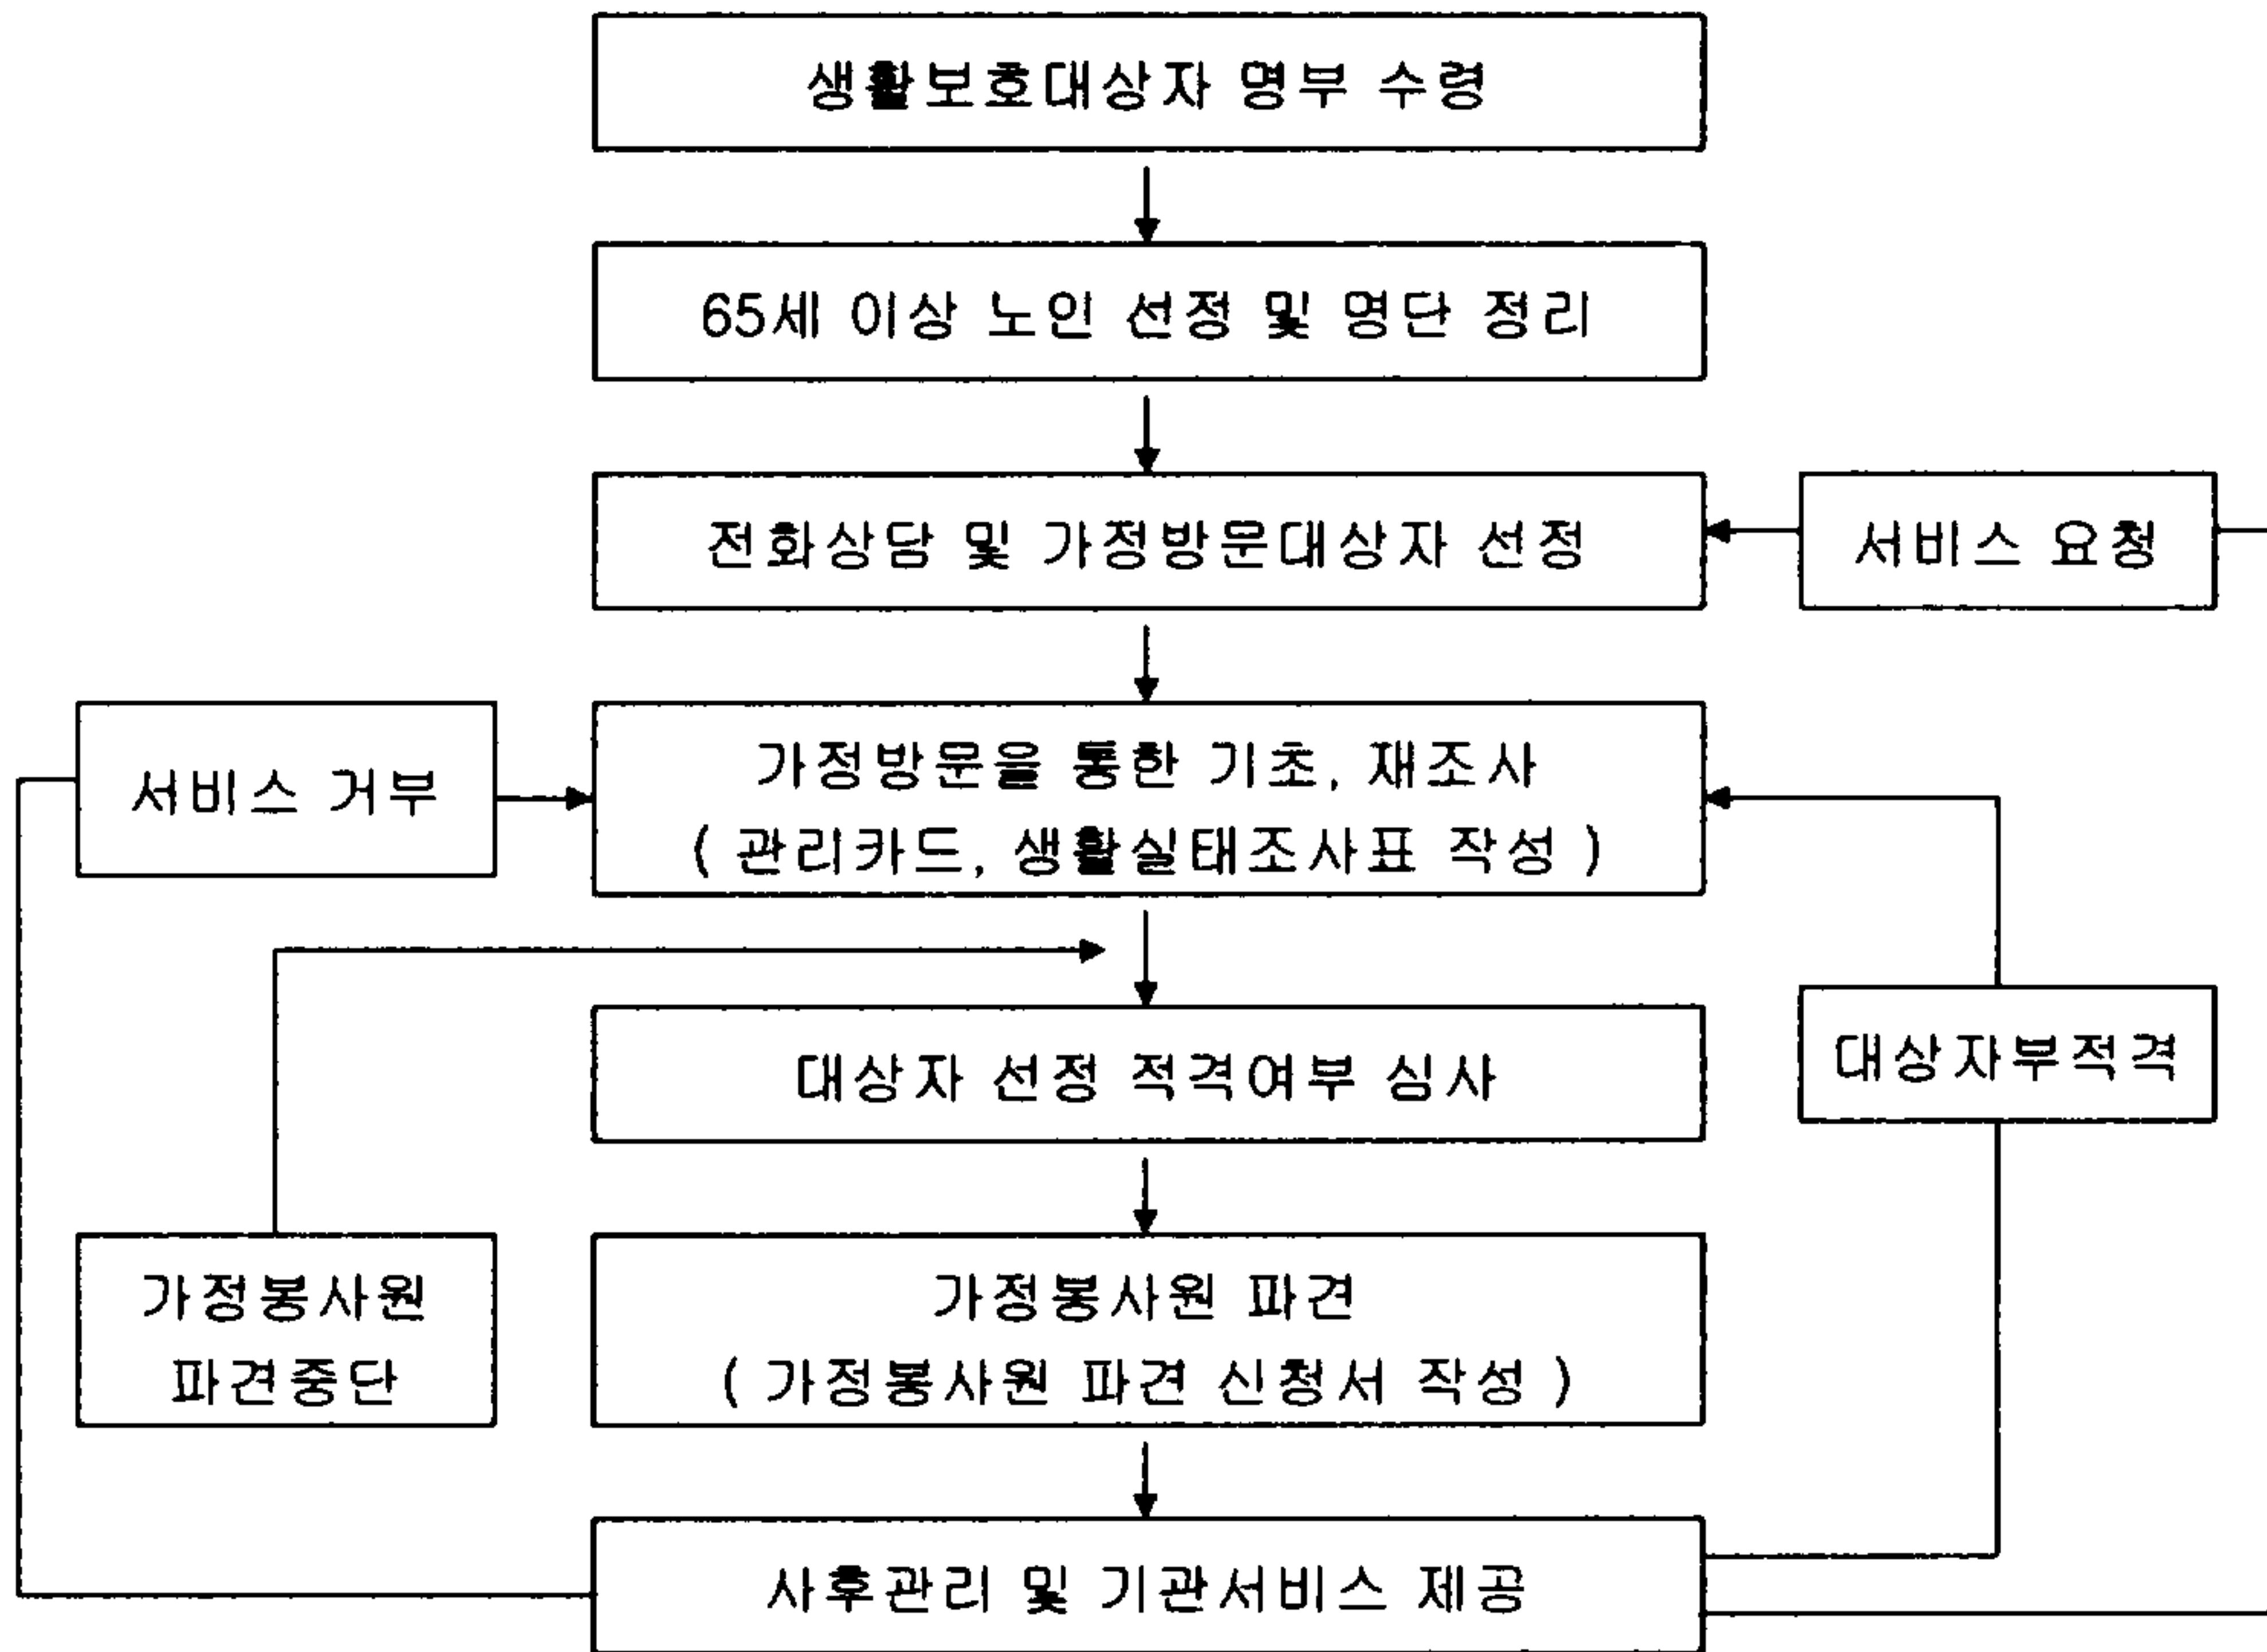 생활보호대상자 명부 수령
65세 이상 노인 선정 및 명단 정리
전화상담 및 가정방문대상자 선정
서비스 요청
서비스 거부
가정방문을 통한 기초, 재조사
( 관리카드, 생활실태조사표 작성 )
대상자 선정 적격여부 심사
대상자부적격
가정봉사원
파견중단
가정봉사원 파견
( 가정봉사원 파견 신청서 작성 )
사후관리 및 기관서비스 제공